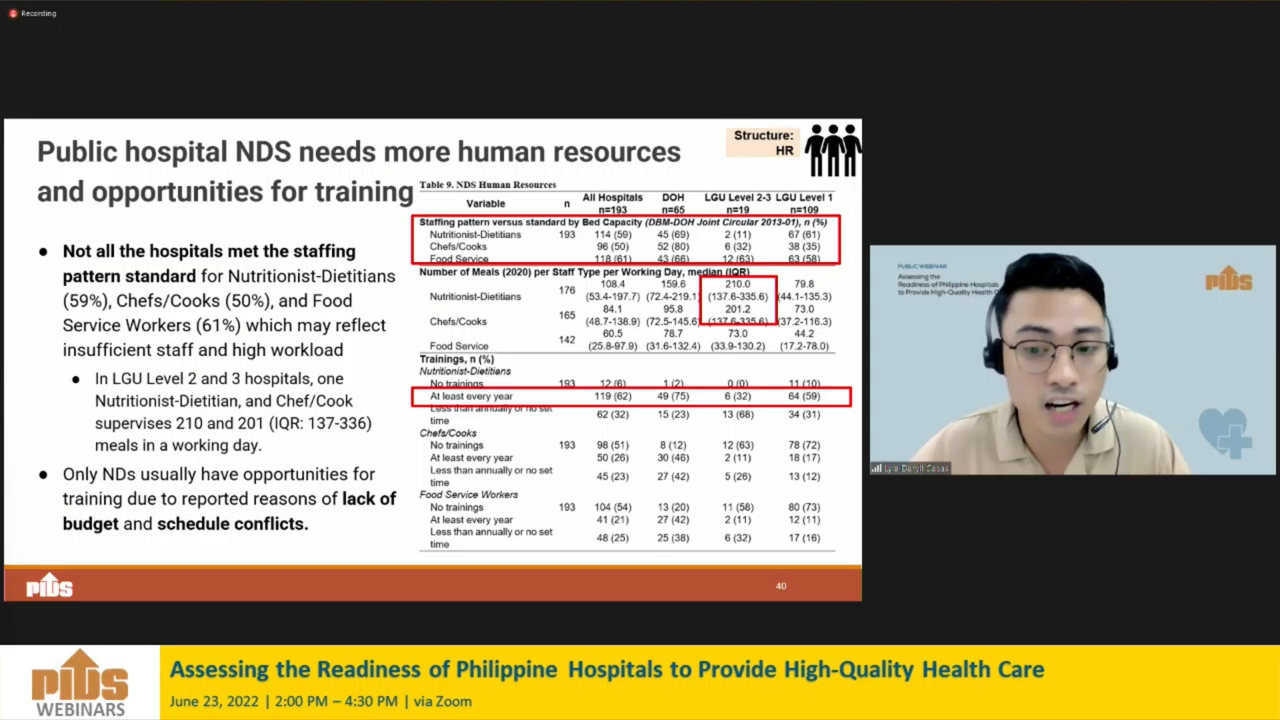 Recording
Public hospital NDS needs more human resources
and opportunities for training
Structure:
HR
● Not all the hospitals met the staffing
pattern standard for Nutritionist-Dietitians
(59%), Chefs/Cooks (50%), and Food
Service Workers (61%) which may reflect
insufficient staff and high workload
● In LGU Level 2 and 3 hospitals, one
Nutritionist-Dietitian, and Chef/Cook
supervises 210 and 201 (IQR: 137-336)
meals in a working day.
● Only NDs usually have opportunities for
training due to reported reasons of lack of
budget and schedule conflicts.
Table 9. NDS Human Resources
Variable n All Hospitals n=193 DOH n=65 LGU Level 2-3 n=19 LGU Level 1 n=109
Staffing pattern versus standard by Bed Capacity (DBM-DOH Joint Circular 2013-01), n (%)
Nutritionist-Dietitians 193 114 (59) 45 (69) 2 (11) 67 (61)
Chefs/Cooks 96 (50) 52 (80) 6 (32) 38 (35)
Food Service 118 (61) 43 (66) 12 (63) 63 (58)
Number of Meals (2020) per Staff Type per Working Day, median (IQR)
Nutritionist-Dietitians 176 108.4 (53.4-197.7) 159.6 (72.4-219.1) 210.0 (137.6-335.6) 79.8 (44.1-135.3)
Chefs/Cooks 165 84.1 (48.7-138.9) 95.8 (72.5-145.6) 201.2 (137.6-335.6) 73.0 (37.2-116.3)
Food Service 142 60.5 (25.8-97.9) 78.7 (31.6-132.4) 73.0 (33.9-130.2) 44.2 (17.2-78.0)
Trainings, n (%)
Nutritionist-Dietitians
No trainings 193 12 (6) 1 (2) 0 (0) 11 (10)
At least every year 119 (62) 49 (75) 6 (32) 64 (59)
Less than annually or no set
time 62 (32) 15 (23) 13 (68) 34 (31)
Chefs/Cooks
No trainings 193 98 (51) 8 (12) 12 (63) 78 (72)
At least every year 50 (26) 30 (46) 2 (11) 18 (17)
Less than annually or no set
time 45 (23) 27 (42) 5 (26) 13 (12)
Food Service Workers
No trainings 193 104 (54) 13 (20) 11 (58) 80 (73)
At least every year 41 (21) 27 (42) 2 (11) 12 (11)
Less than annually or no set
time 48 (25) 25 (38) 6 (32) 17 (16)
PIDS
40
PUBLIC WEBINAR
Assessing the
Readiness of Philippine Hospitals
to Provide High-Quality Health C
PIDS
Lyle Daryll Casas
PIDS
WEBINARS
Assessing the Readiness of Philippine Hospitals to Provide High-Quality Health Care
June 23, 2022 | 2:00 PM – 4:30 PM | via Zoom